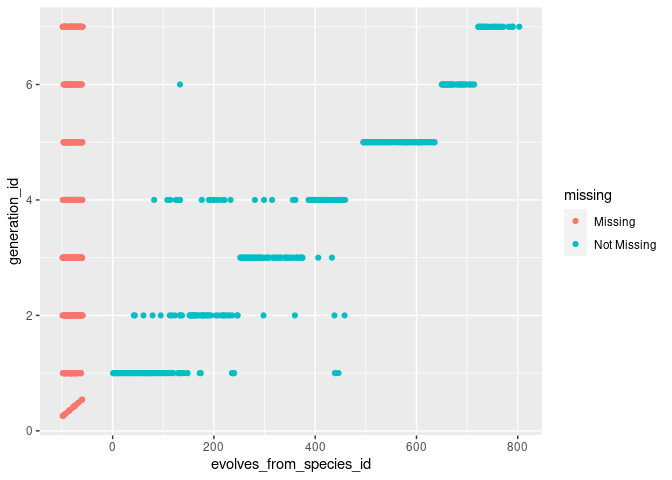 6
4
2
0
generation_id
0
200
400
600
800
evolves_from_species_id
missing
Missing
Not Missing